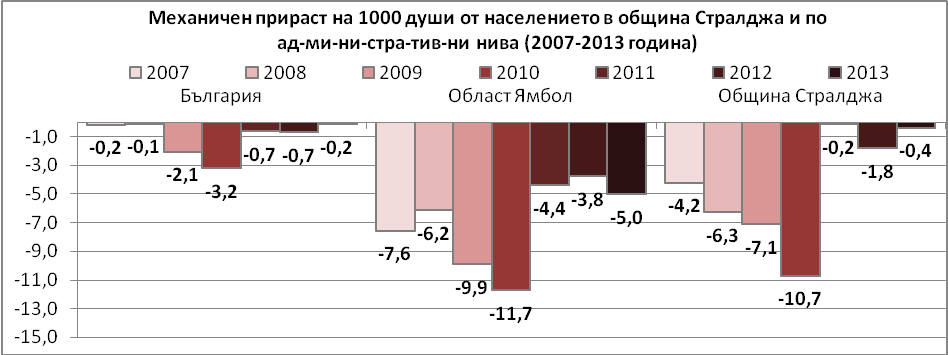 Механичен прираст на 1000 души от населението в община Стралджа и по
ад-ми-ни-стра-тив-ни нива (2007-2013 година)
2007 2008 2009 2010 2011 2012 2013
България Област Ямбол Община Стралджа
-1,0
-3,0
-5,0
-7,0
-9,0
-11,0
-13,0
-15,0
-0,2 -0,1 -2,1 -3,2 -0,7 -0,7 -0,2
-7,6 -6,2 -9,9 -11,7 -4,4 -3,8 -5,0
-4,2 -6,3 -7,1 -10,7 -0,2 -1,8 -0,4